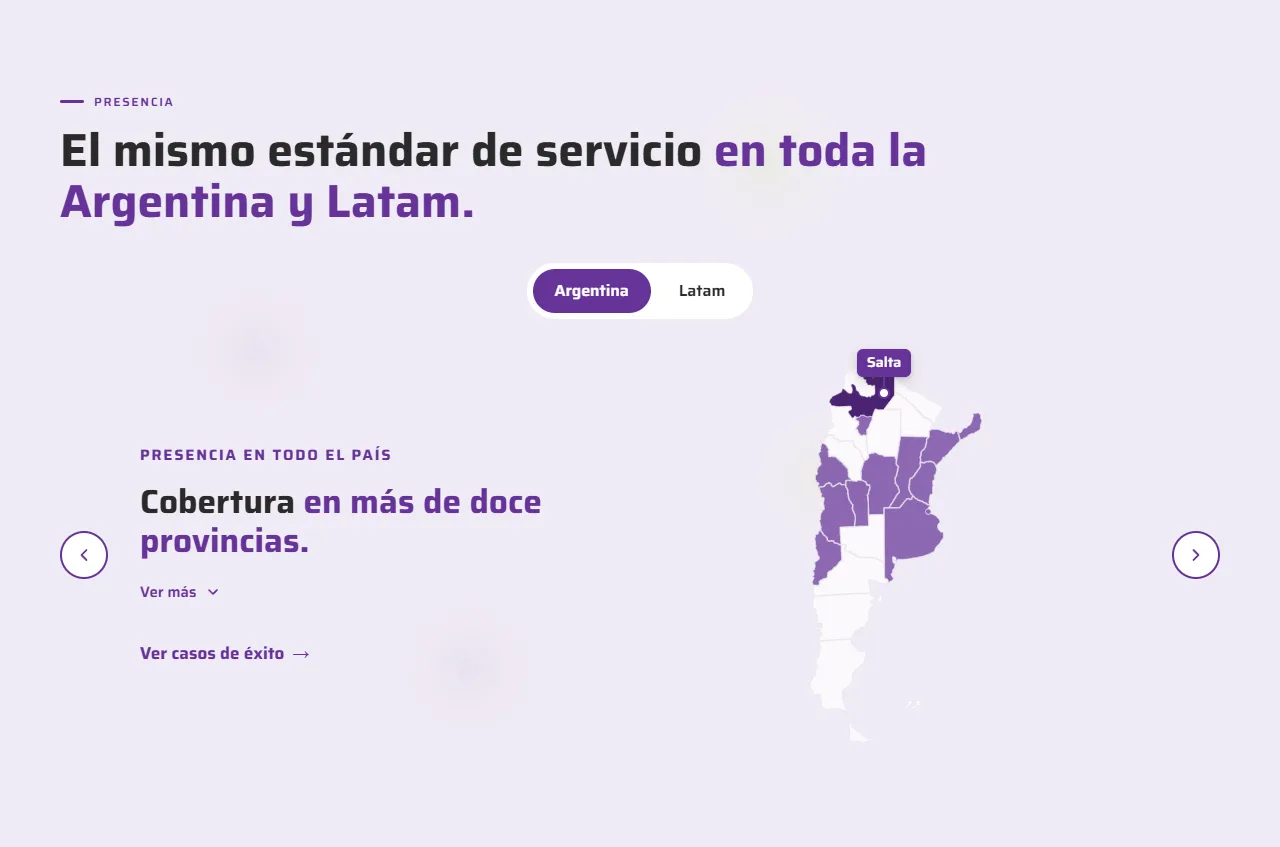 PRESENCIA
El mismo estándar de servicio en toda la
Argentina y Latam.
Argentina
Latam
Salta
PRESENCIA EN TODO EL PAÍS
Cobertura en más de doce
provincias.
Ver más
Ver casos de éxito →